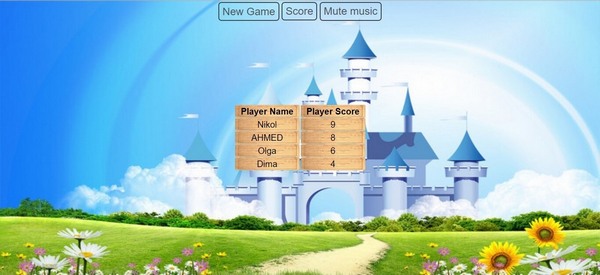 New Game Score Mute music
Player Name Player Score
Nikol 9
AHMED 8
Olga 6
Dima 4